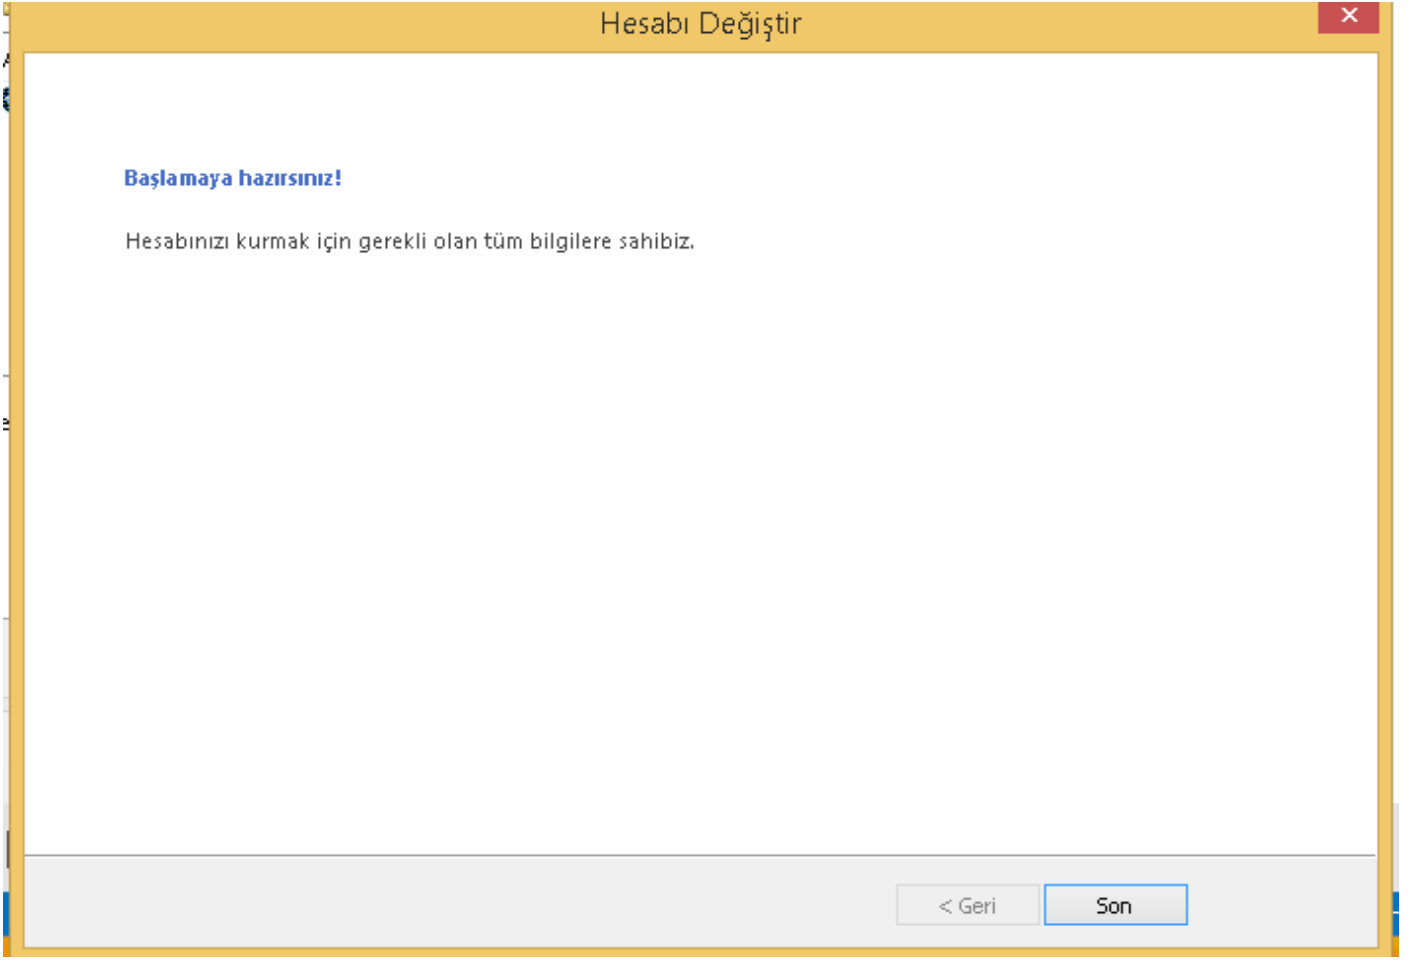 Hesabı Değiştir
Başlamaya hazırsınız!
Hesabınızı kurmak için gerekli olan tüm bilgilere sahibiz.
< Geri
Son